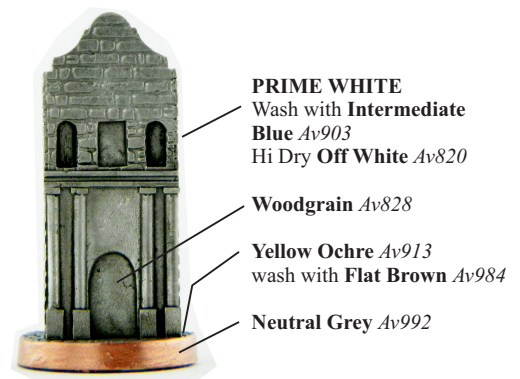 PRIME WHITE
Wash with Intermediate
Blue Av903
Hi Dry Off White Av820
Woodgrain Av828
Yellow Ochre Av913
wash with Flat Brown Av984
Neutral Grey Av992